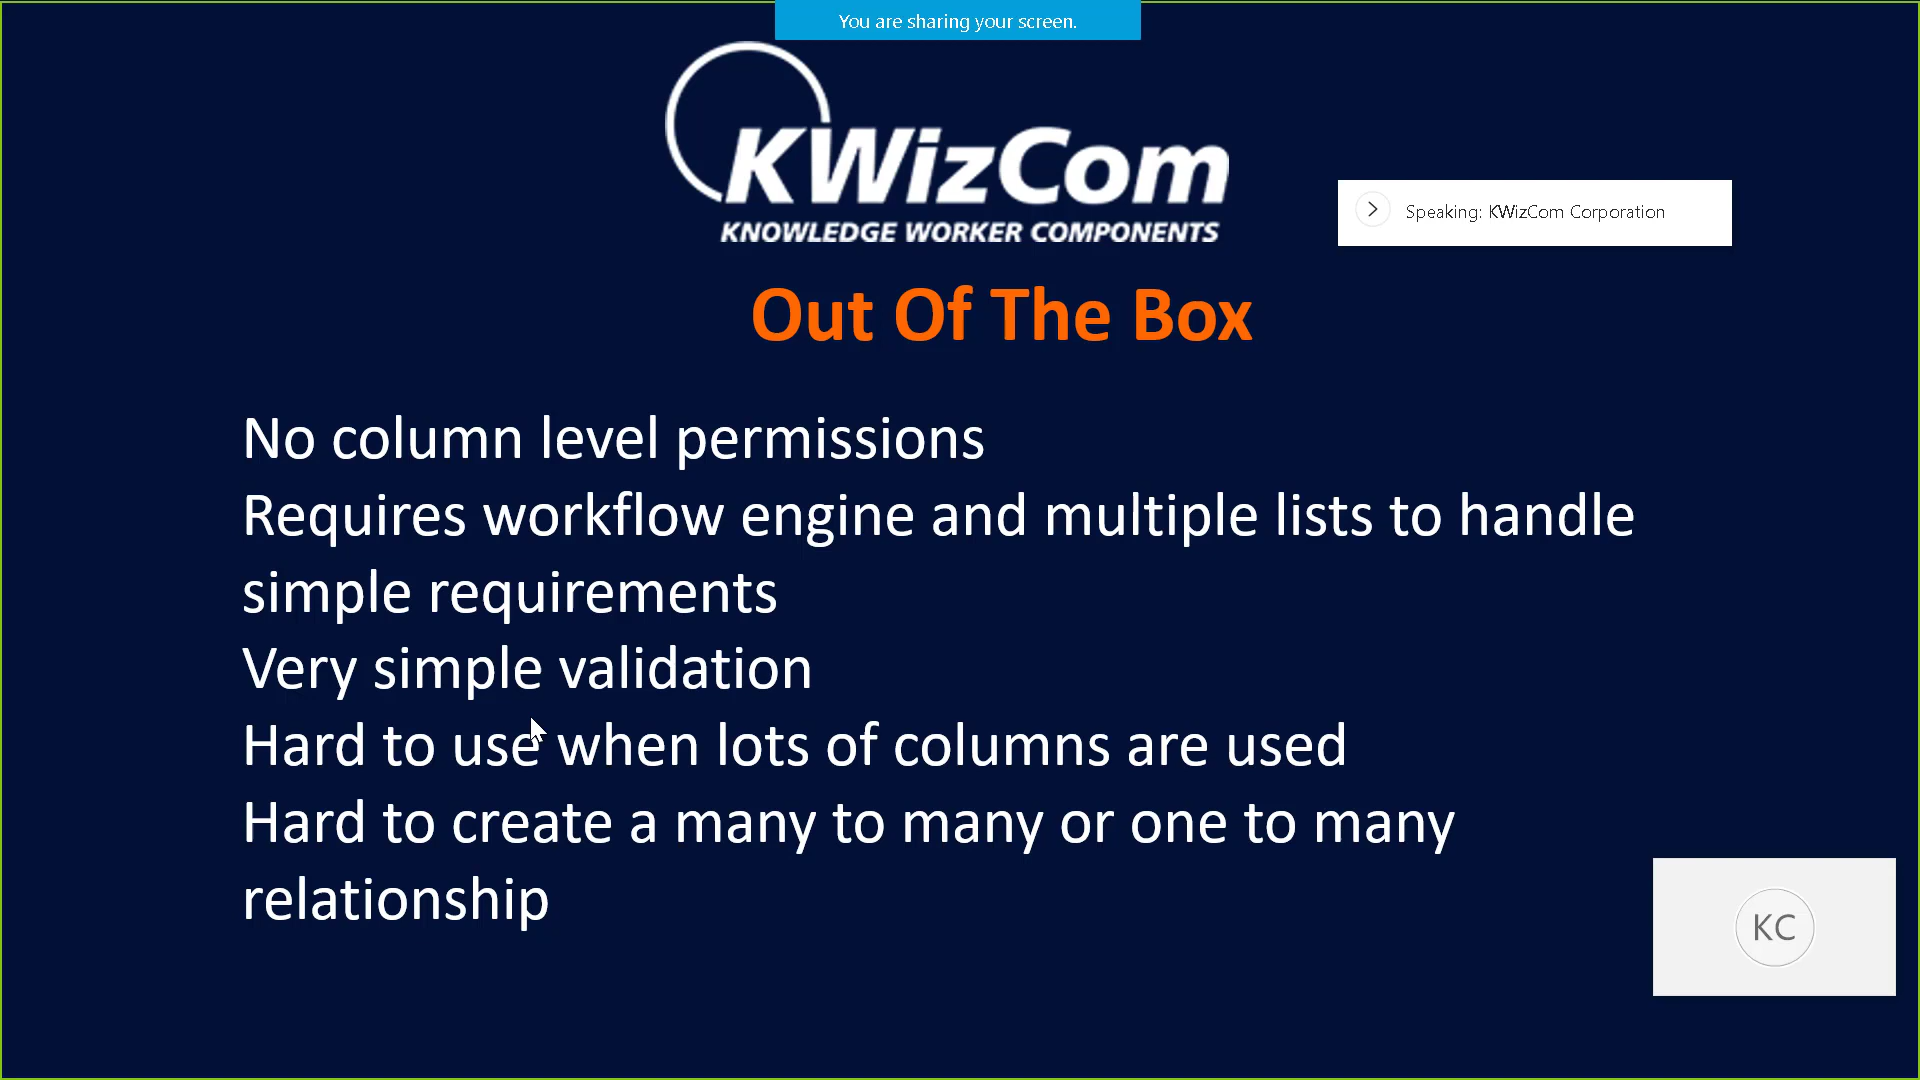 You are sharing your screen.
KWizCom
KNOWLEDGE WORKER COMPONENTS
Speaking: KWizCom Corporation
Out Of The Box
No column level permissions
Requires workflow engine and multiple lists to handle
simple requirements
Very simple validation
Hard to use when lots of columns are used
Hard to create a many to many or one to many
relationship
KC